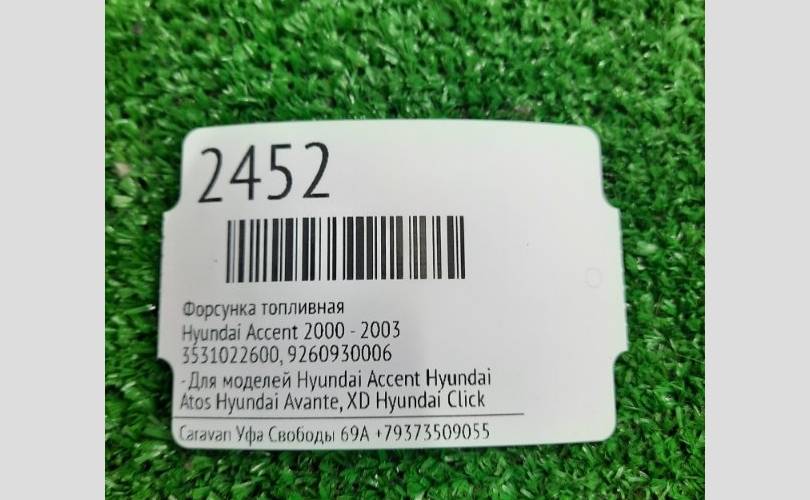 2452
Форсунка топливная
Hyundai Accent 2000 - 2003
3531022600, 9260930006
- Для моделей Hyundai Accent Hyundai
Atos Hyundai Avante, XD Hyundai Click
Caravan Уфа Свободы 69А +79373509055